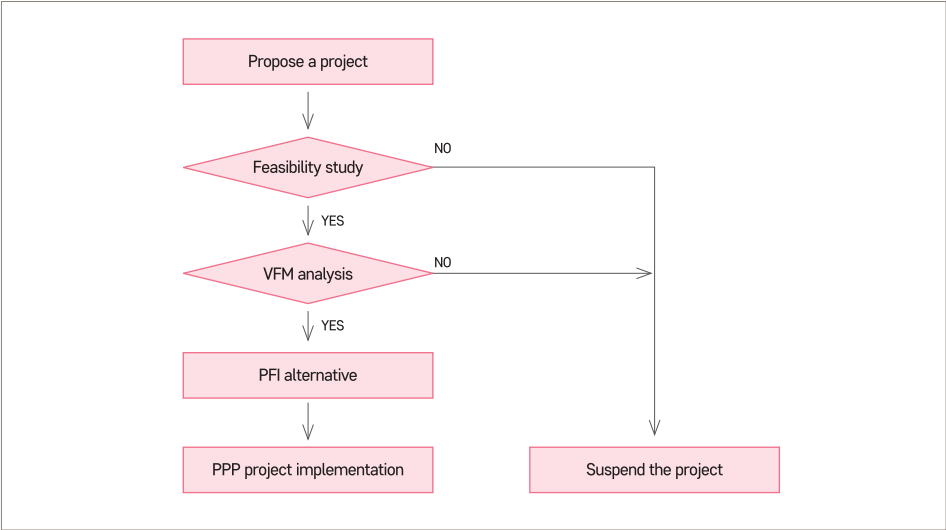 Propose a project
NO
Feasibility study
YES
NO
VFM analysis
YES
PFI alternative
PPP project implementation
Suspend the project